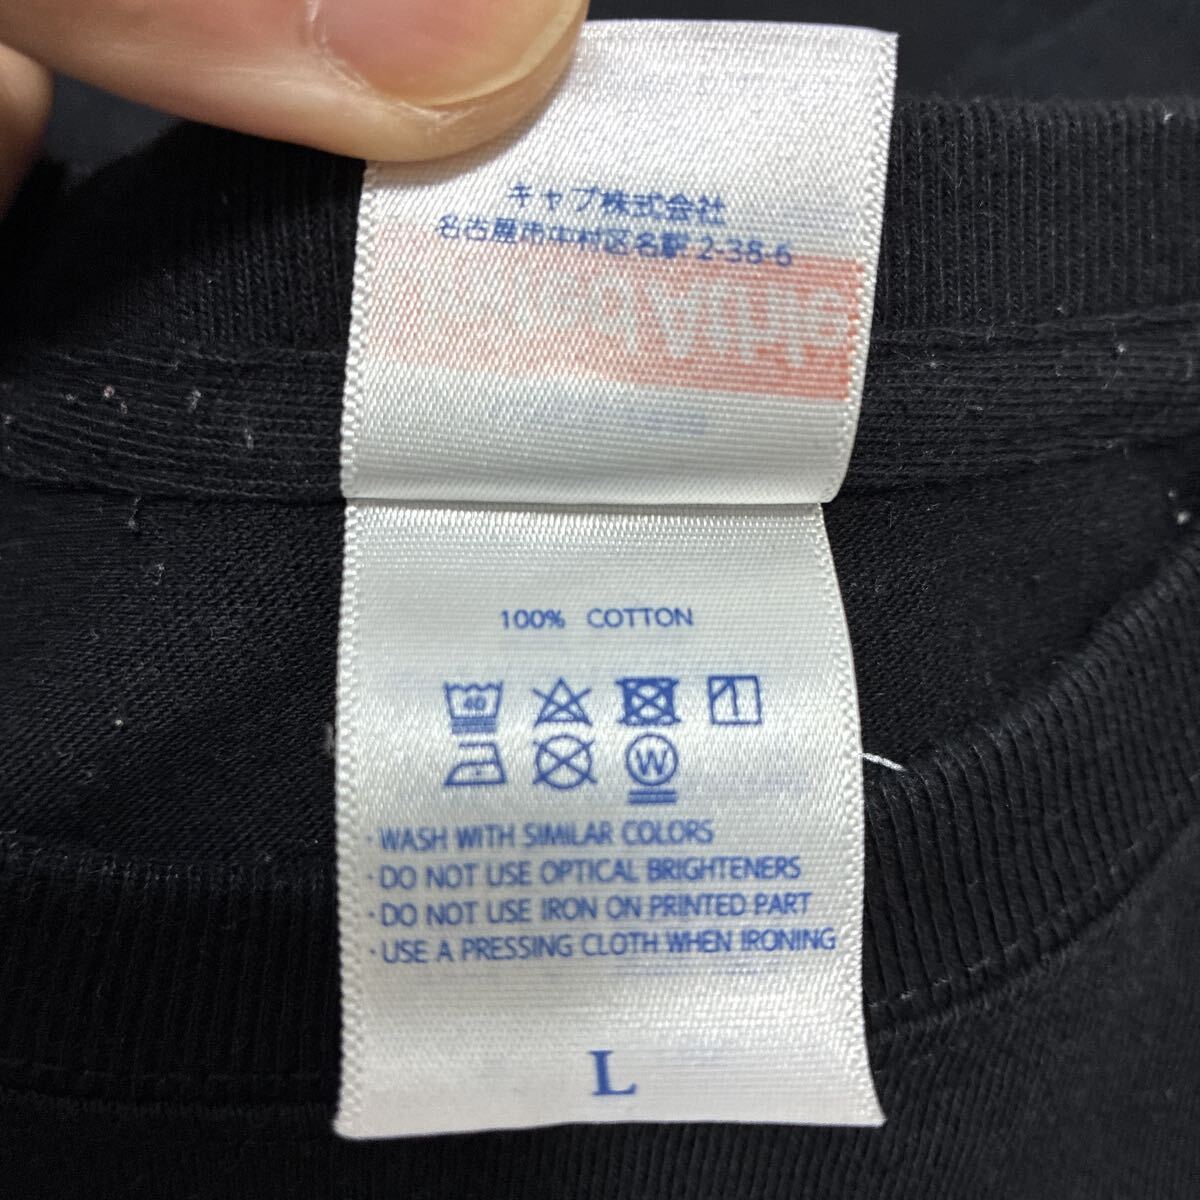 キャブ株式会社
名古屋市中村区名駅 2-38-6
100% COTTON
40
W
· WASH WITH SIMILAR COLORS
· DO NOT USE OPTICAL BRIGHTENERS
· DO NOT USE IRON ON PRINTED PART
· USE A PRESSING CLOTH WHEN IRONING
L